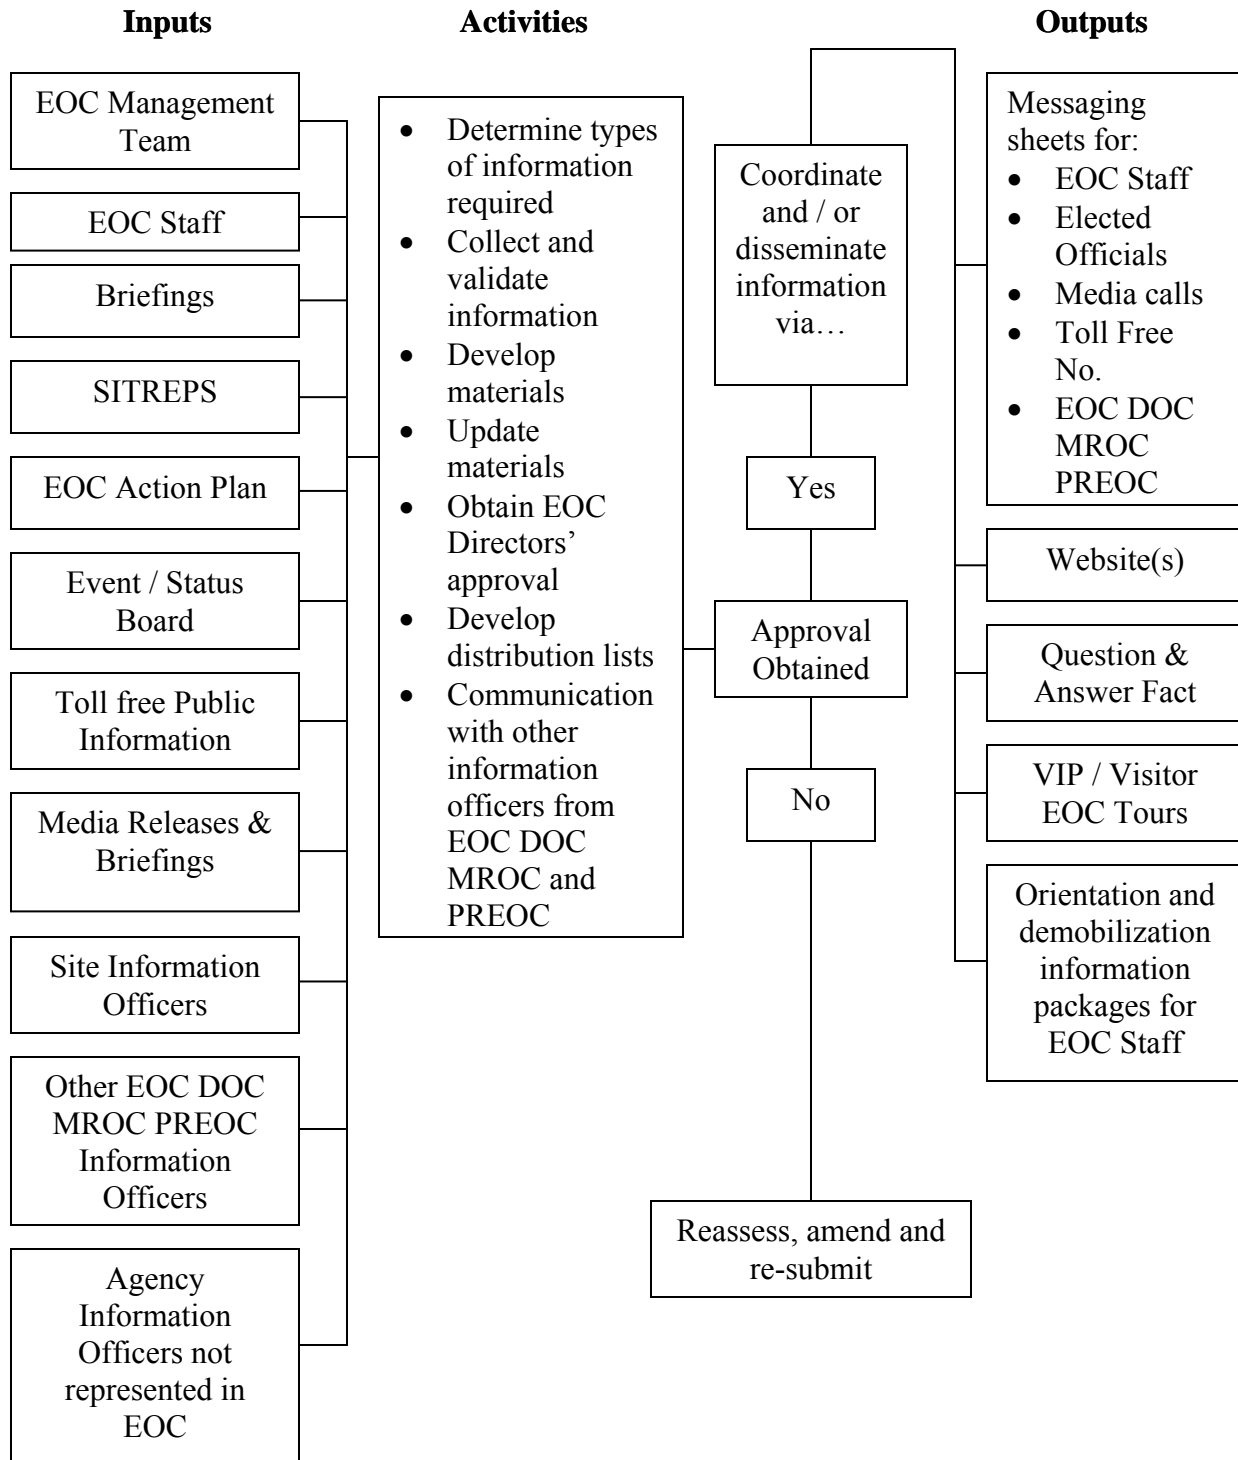 Inputs
Activities
Outputs
EOC Management
Team
EOC Staff
Briefings
SITREPS
EOC Action Plan
Event / Status
Board
Toll free Public
Information
Media Releases &
Briefings
Site Information
Officers
Other EOC DOC
MROC PREOC
Information
Officers
Agency
Information
Officers not
represented in
EOC
• Determine types
of information
required
• Collect and
validate
information
• Develop
materials
• Update
materials
• Obtain EOC
Directors’
approval
• Develop
distribution lists
• Communication
with other
information
officers from
EOC DOC
MROC and
PREOC
Coordinate
and / or
disseminate
information
via…
Yes
Approval
Obtained
No
Reassess, amend and
re-submit
Messaging
sheets for:
• EOC Staff
• Elected
Officials
• Media calls
• Toll Free
No.
• EOC DOC
MROC
PREOC
Website(s)
Question &
Answer Fact
VIP / Visitor
EOC Tours
Orientation and
demobilization
information
packages for
EOC Staff